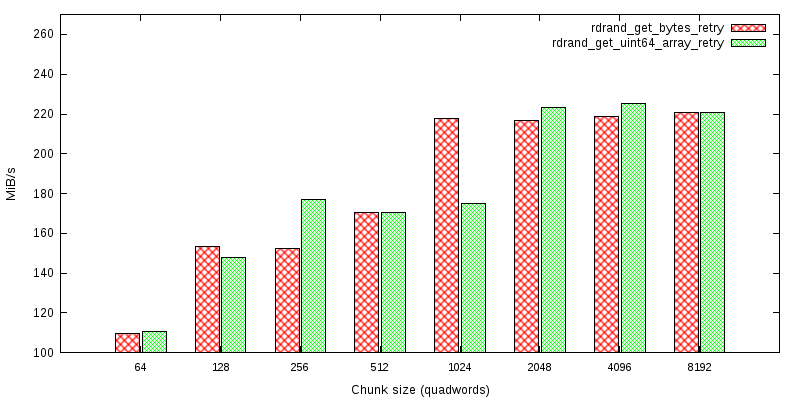 rdrand_get_bytes_retry
rdrand_get_uint64_array_retry
260
240
220
200
180
160
140
120
100
MiB/s
64 128 256 512 1024 2048 4096 8192
Chunk size (quadwords)